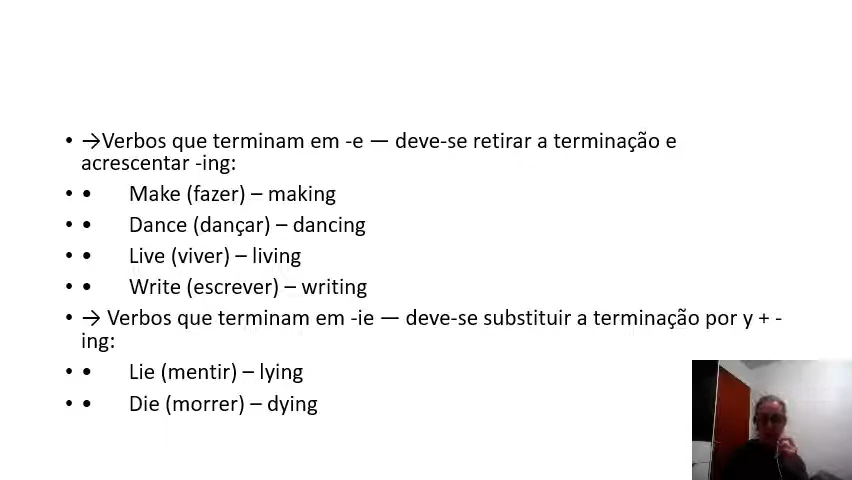 • →Verbos que terminam em -e — deve-se retirar a terminação e
acrescentar -ing:
• • Make (fazer) – making
• • Dance (dançar) – dancing
• • Live (viver) – living
• • Write (escrever) – writing
• → Verbos que terminam em -ie — deve-se substituir a terminação por y + -
ing:
• • Lie (mentir) – lying
• • Die (morrer) – dying